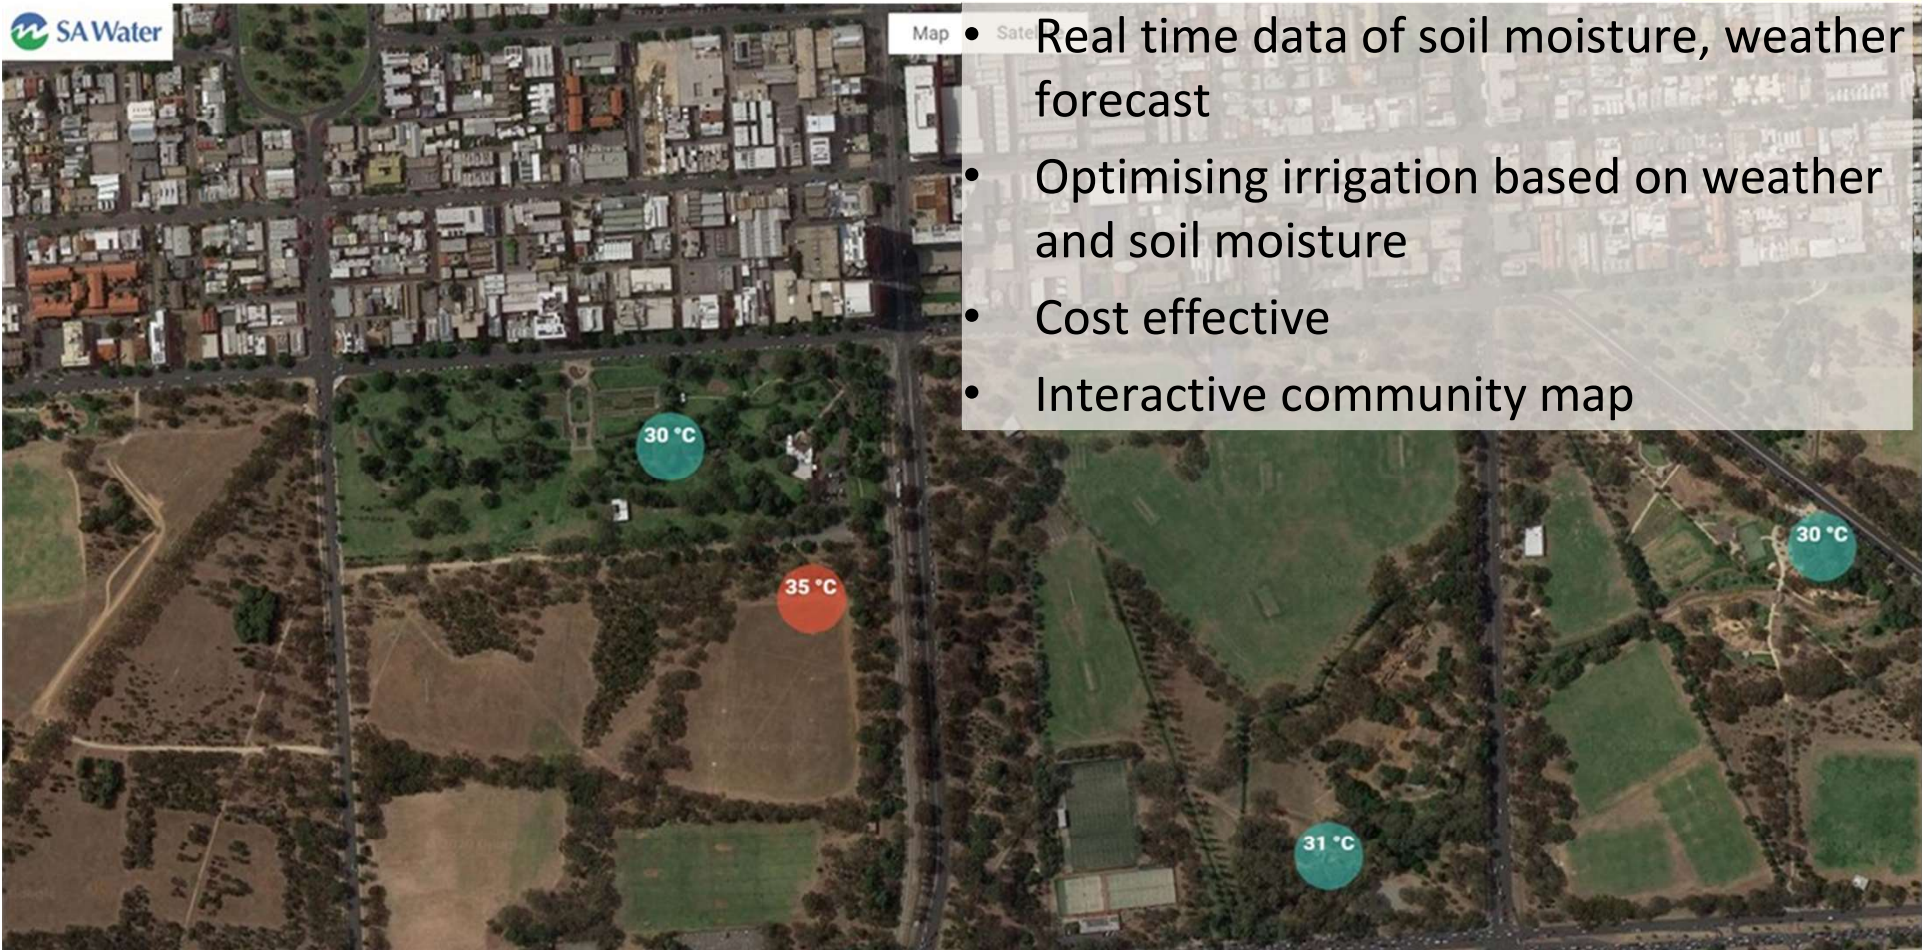 SA Water
Map
• Real time data of soil moisture, weather
forecast
• Optimising irrigation based on weather
and soil moisture
• Cost effective
• Interactive community map
30 °C
30 °C
35 °C
31 °C